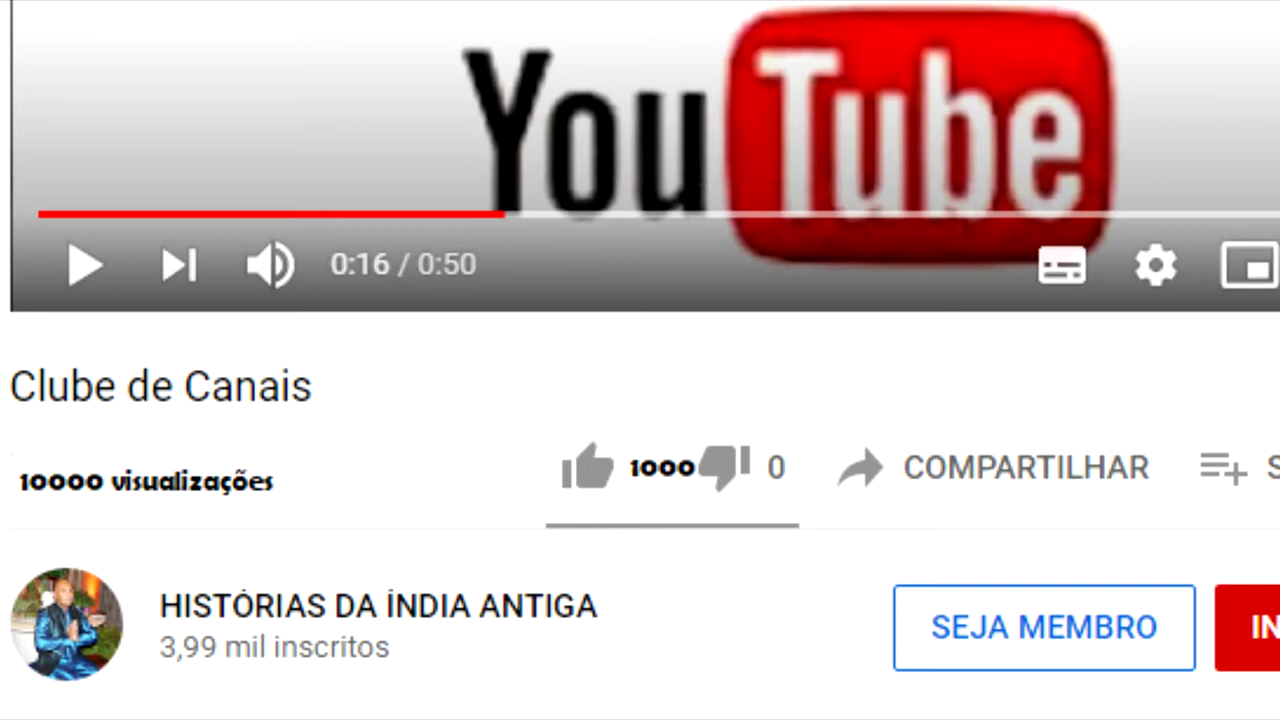 YouTube
0:16 / 0:50
Clube de Canais
10000 visualizações
1000 0 COMPARTILHAR S
HISTÓRIAS DA ÍNDIA ANTIGA
3,99 mil inscritos
SEJA MEMBRO
IN